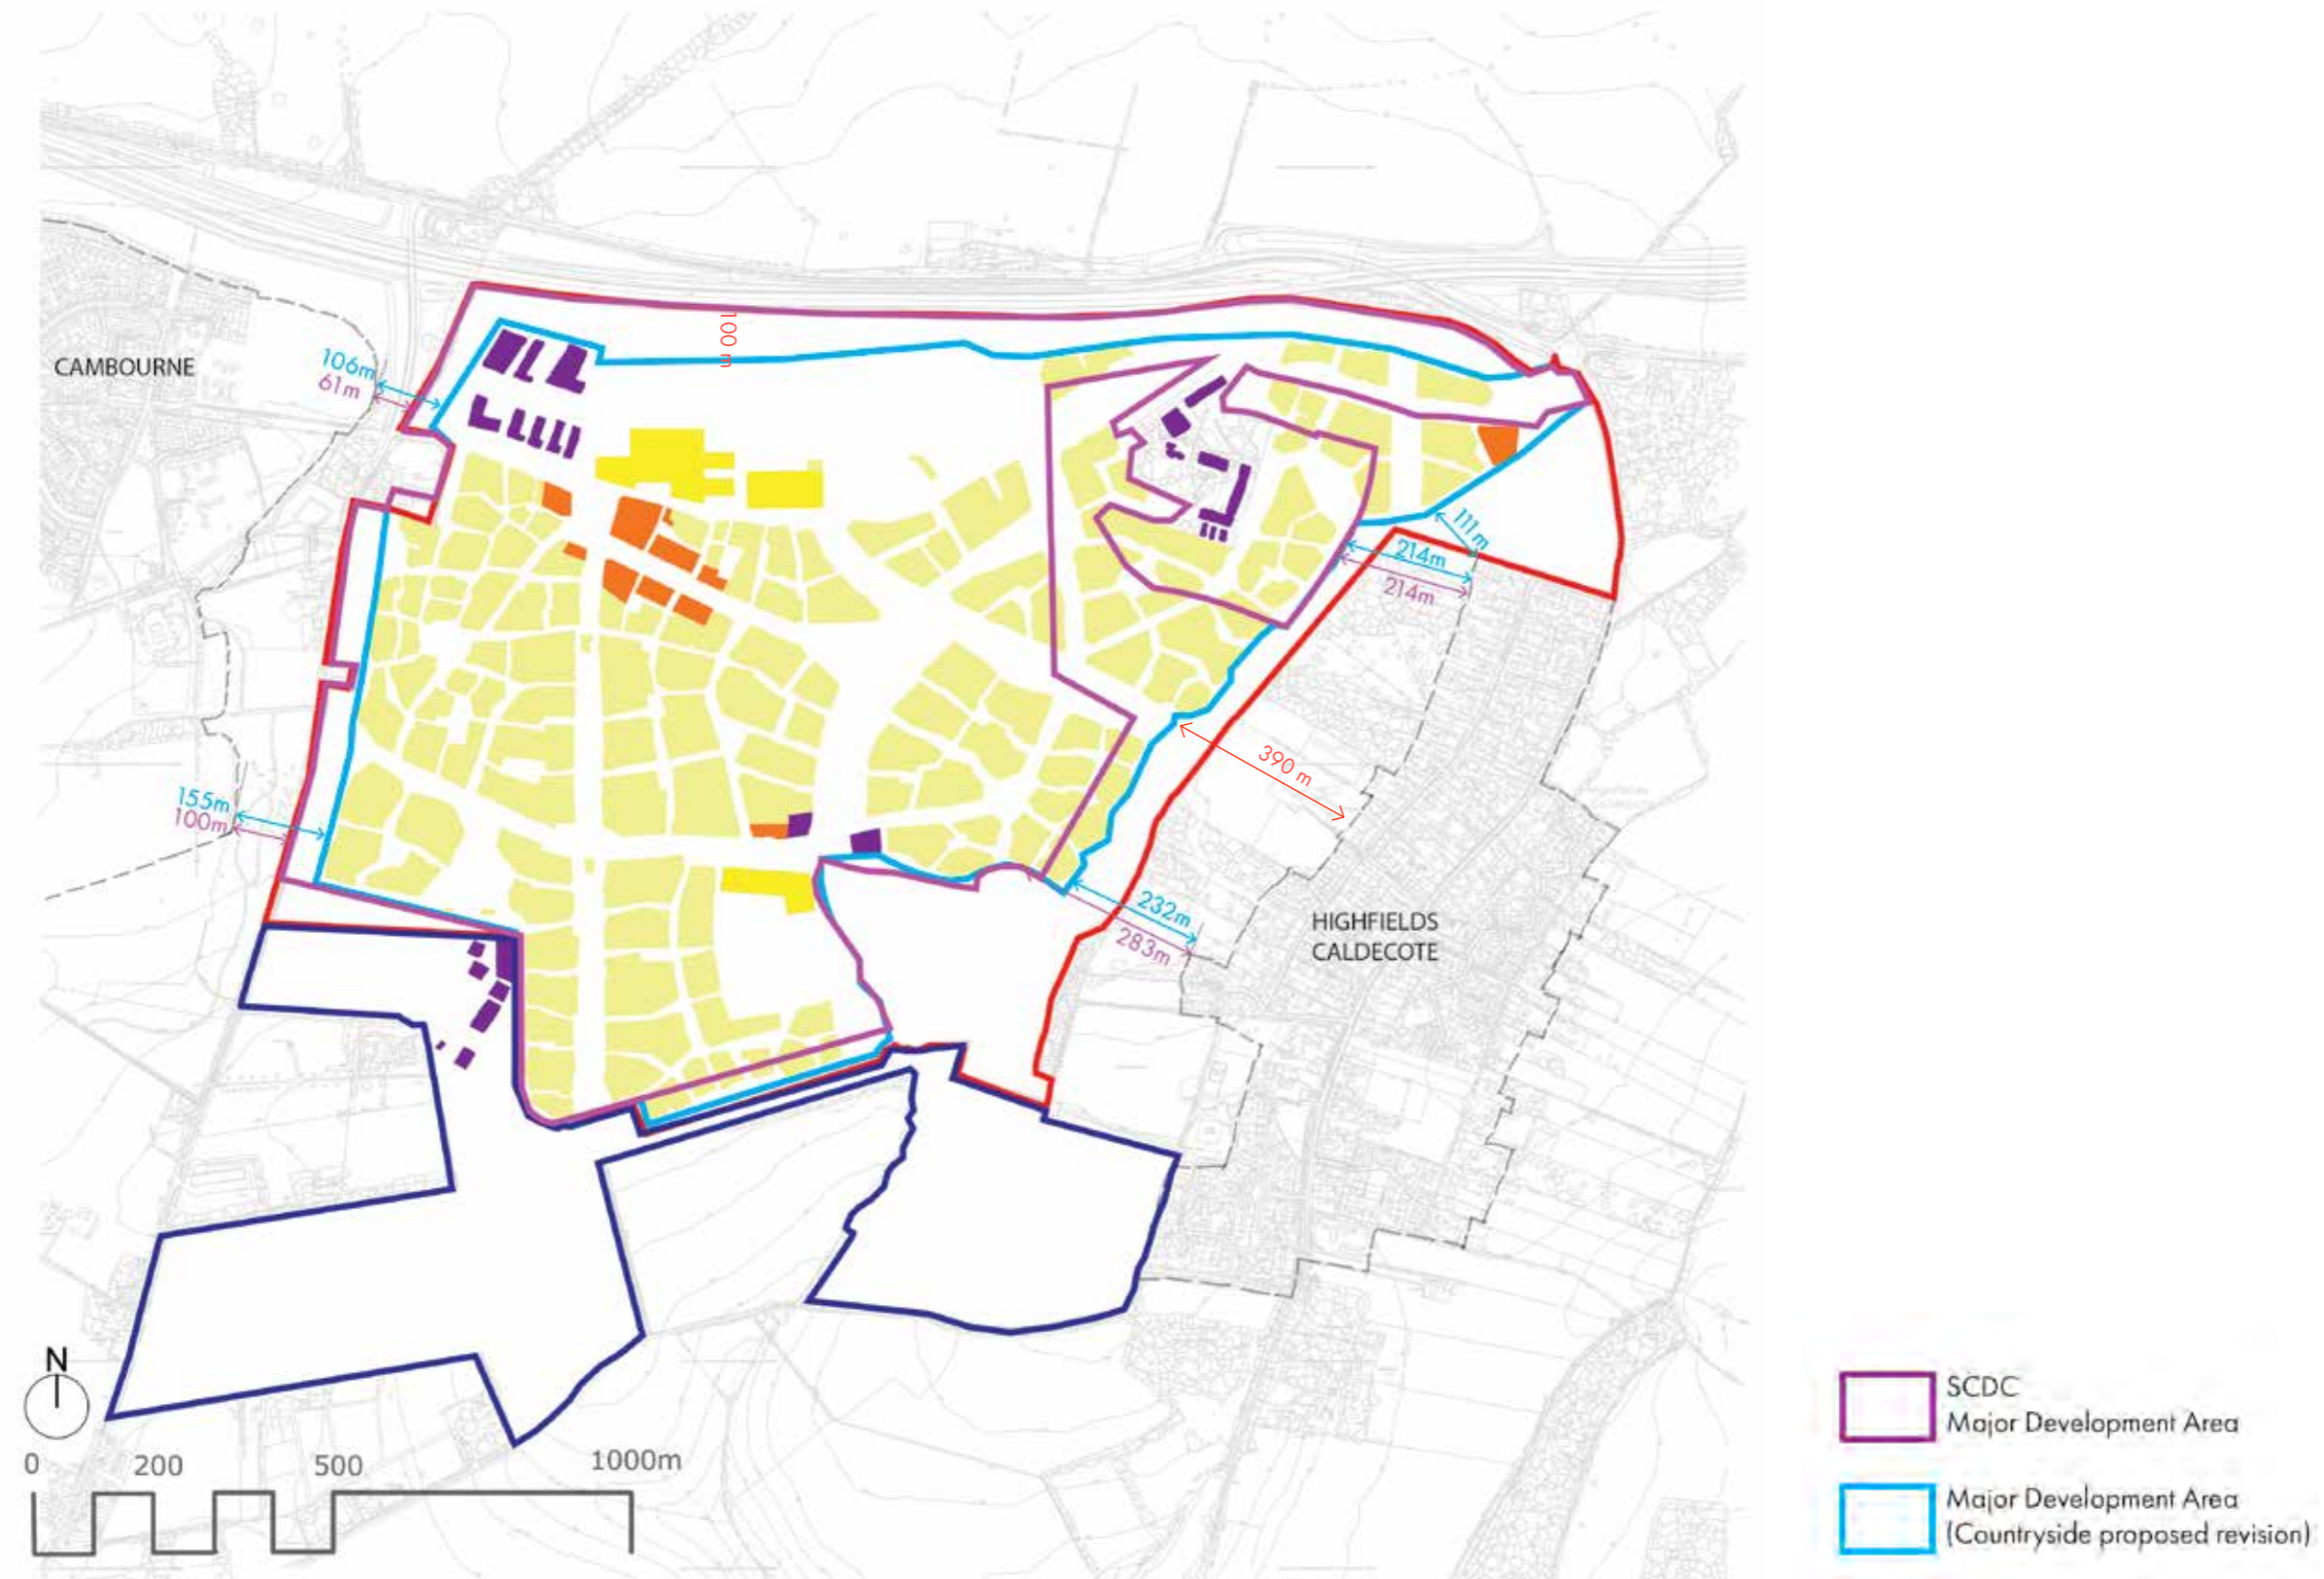 100 m
CAMBOURNE
106m
61m
111m
214m
214m
390 m
155m
100m
232m
283m
HIGHFIELDS
CALDECOTE
N
0 200 500 1000m
SCDC
Major Development Area
Major Development Area
(Countryside proposed revision)